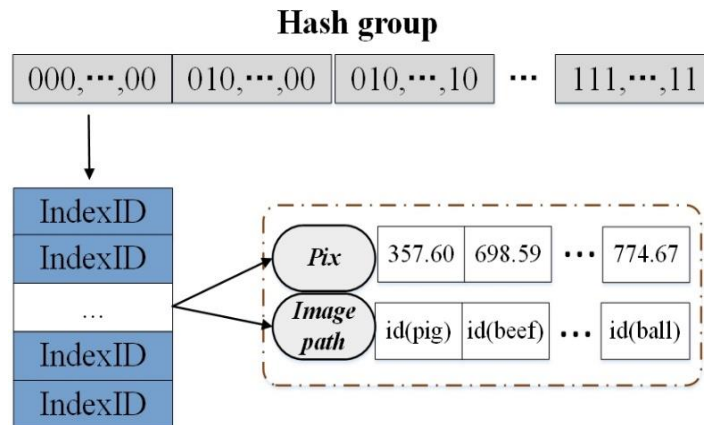 Hash group
000,···,00 010,···,00 010,···,10 ··· 111,···,11
IndexID
IndexID
Pix 357.60 698.59 ··· 774.67
...
Image path id(pig) id(beef) ··· id(ball)
IndexID
IndexID